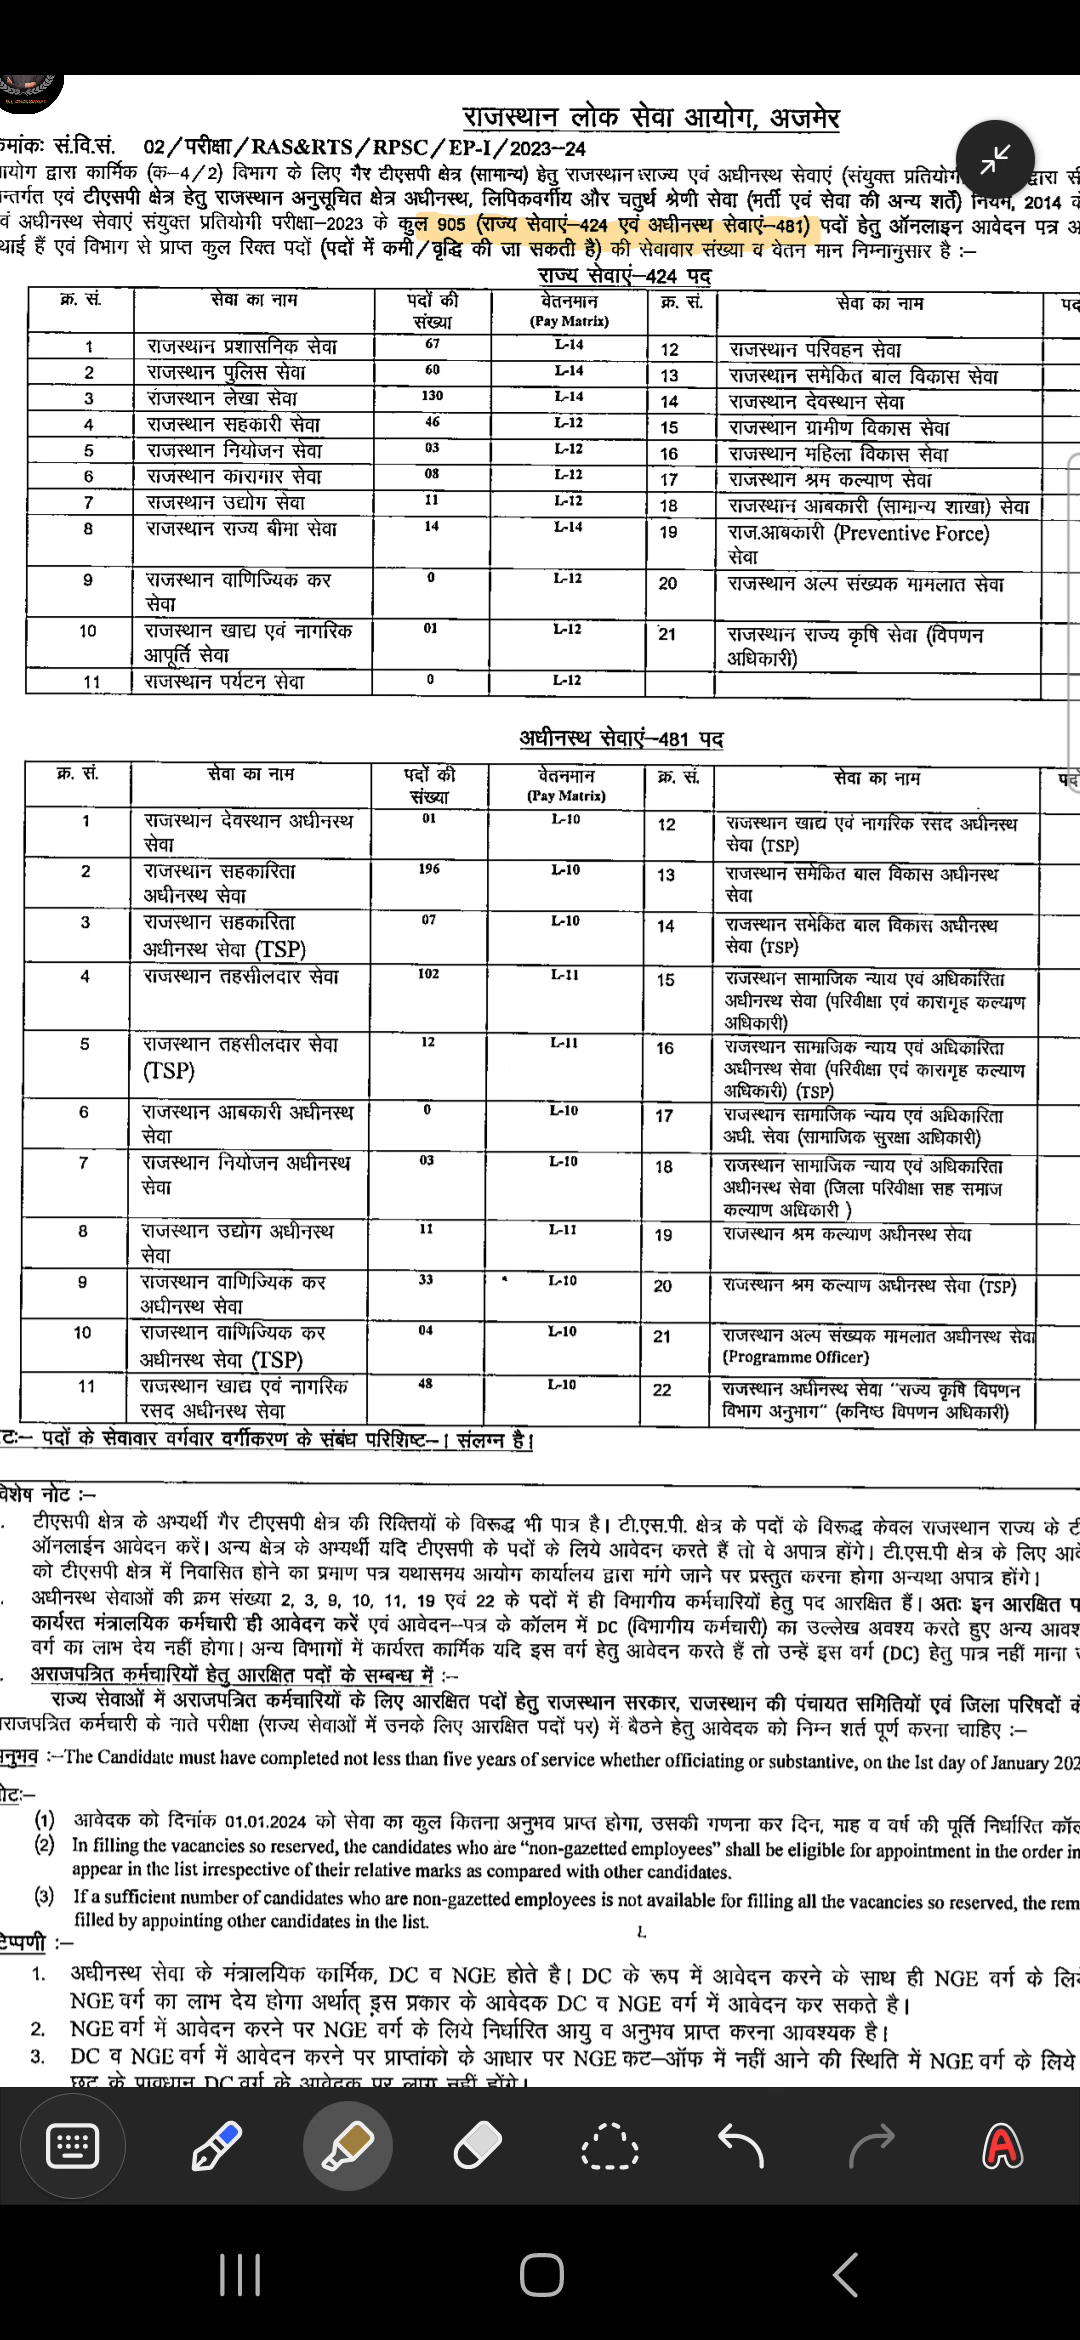 राजस्थान लोक सेवा आयोग, अजमेर
सं.वि.सं. 02/परीक्षा/RAS&RTS/RPSC/EP-I/2023-24
द्वारा कार्मिक (क-4/2) विभाग के लिए गैर टीएसपी क्षेत्र (सामान्य) हेतु राजस्थान राज्य एवं अधीनस्थ सेवाएं (संयुक्त द्वारा
एवं टीएसपी क्षेत्र हेतु राजस्थान अनुसूचित क्षेत्र अधीनस्थ, लिपिकवर्गीय और चतुर्थ श्रेणी सेवा (भर्ती एवं सेवा की अन्य शर्तें) नियम, 2014
अधीनस्थ सेवाएं संयुक्त प्रतियोगी परीक्षा-2023 के कुल 905 (राज्य सेवाएं-424 एवं अधीनस्थ सेवाएं-481) पदों हेतु ऑनलाइन आवेदन पत्र
हैं एवं विभाग से प्राप्त कुल रिक्त पदों (पदों में कमी/वृद्धि की जा सकती है) की सेवावार संख्या व वेतन मान निम्नानुसार है :-
राज्य सेवाएं-424 पद
क्र. सं. सेवा का नाम पदों की संख्या वेतनमान (Pay Matrix) क्र. सं. सेवा का नाम
1 राजस्थान प्रशासनिक सेवा 67 L-14 12 राजस्थान परिवहन सेवा
2 राजस्थान पुलिस सेवा 60 L-14 13 राजस्थान समेकित बाल विकास सेवा
3 राजस्थान लेखा सेवा 130 L-14 14 राजस्थान देवस्थान सेवा
4 राजस्थान सहकारी सेवा 46 L-12 15 राजस्थान ग्रामीण विकास सेवा
5 राजस्थान नियोजन सेवा 03 L-12 16 राजस्थान महिला विकास सेवा
6 राजस्थान कारागार सेवा 08 L-12 17 राजस्थान श्रम कल्याण सेवा
7 राजस्थान उद्योग सेवा 11 L-12 18 राजस्थान आबकारी (सामान्य शाखा) सेवा
8 राजस्थान राज्य बीमा सेवा 14 L-14 19 राज.आबकारी (Preventive Force) सेवा
9 राजस्थान वाणिज्यिक कर सेवा 0 L-12 20 राजस्थान अल्प संख्यक मामलात सेवा
10 राजस्थान खाद्य एवं नागरिक आपूर्ति सेवा 01 L-12 21 राजस्थान राज्य कृषि सेवा (विपणन अधिकारी)
11 राजस्थान पर्यटन सेवा 0 L-12
अधीनस्थ सेवाएं-481 पद
क्र. सं. सेवा का नाम पदों की संख्या वेतनमान (Pay Matrix) क्र. सं. सेवा का नाम
1 राजस्थान देवस्थान अधीनस्थ सेवा 01 L-10 12 राजस्थान खाद्य एवं नागरिक रसद अधीनस्थ सेवा (TSP)
2 राजस्थान सहकारिता अधीनस्थ सेवा 196 L-10 13 राजस्थान समेकित बाल विकास अधीनस्थ सेवा
3 राजस्थान सहकारिता अधीनस्थ सेवा (TSP) 07 L-10 14 राजस्थान समेकित बाल विकास अधीनस्थ सेवा (TSP)
4 राजस्थान तहसीलदार सेवा 102 L-11 15 राजस्थान सामाजिक न्याय एवं अधिकारिता अधीनस्थ सेवा (परिवीक्षा एवं कारागृह कल्याण अधिकारी)
5 राजस्थान तहसीलदार सेवा (TSP) 12 L-11 16 राजस्थान सामाजिक न्याय एवं अधिकारिता अधीनस्थ सेवा (परिवीक्षा एवं कारागृह कल्याण अधिकारी) (TSP)
6 राजस्थान आबकारी अधीनस्थ सेवा 0 L-10 17 राजस्थान सामाजिक न्याय एवं अधिकारिता अधी. सेवा (सामाजिक सुरक्षा अधिकारी)
7 राजस्थान नियोजन अधीनस्थ सेवा 03 L-10 18 राजस्थान सामाजिक न्याय एवं अधिकारिता अधीनस्थ सेवा (जिला परिवीक्षा सह समाज कल्याण अधिकारी )
8 राजस्थान उद्योग अधीनस्थ सेवा 11 L-11 19 राजस्थान श्रम कल्याण अधीनस्थ सेवा
9 राजस्थान वाणिज्यिक कर अधीनस्थ सेवा 33 L-10 20 राजस्थान श्रम कल्याण अधीनस्थ सेवा (TSP)
10 राजस्थान वाणिज्यिक कर अधीनस्थ सेवा (TSP) 04 L-10 21 राजस्थान अल्प संख्यक मामलात अधीनस्थ सेवा (Programme Officer)
11 राजस्थान खाद्य एवं नागरिक रसद अधीनस्थ सेवा 48 L-10 22 राजस्थान अधीनस्थ सेवा "राज्य कृषि विपणन विभाग अनुभाग" (कनिष्ठ विपणन अधिकारी)
पदों के सेवावार वर्गवार वर्गीकरण के संबंध परिशिष्ट-। संलग्न है।
नोट :-
टीएसपी क्षेत्र के अभ्यर्थी गैर टीएसपी क्षेत्र की रिक्तियों के विरूद्ध भी पात्र है। टी.एस.पी. क्षेत्र के पदों के विरूद्ध केवल राजस्थान राज्य के
ऑनलाईन आवेदन करें। अन्य क्षेत्र के अभ्यर्थी यदि टीएसपी के पदों के लिये आवेदन करते हैं तो वे अपात्र होंगे। टी.एस.पी क्षेत्र के लिए
को टीएसपी क्षेत्र में निवासित होने का प्रमाण पत्र यथासमय आयोग कार्यालय द्वारा मांगे जाने पर प्रस्तुत करना होगा अन्यथा अपात्र होंगे।
अधीनस्थ सेवाओं की क्रम संख्या 2, 3, 9, 10, 11, 19 एवं 22 के पदों में ही विभागीय कर्मचारियों हेतु पद आरक्षित हैं। अतः इन आरक्षित
कार्यरत मंत्रालयिक कर्मचारी ही आवेदन करें एवं आवेदन-पत्र के कॉलम में DC (विभागीय कर्मचारी) का उल्लेख अवश्य करते हुए अन्य
वर्ग का लाभ देय नहीं होगा। अन्य विभागों में कार्यरत कार्मिक यदि इस वर्ग हेतु आवेदन करते हैं तो उन्हें इस वर्ग (DC) हेतु पात्र नहीं माना
अराजपत्रित कर्मचारियों हेतु आरक्षित पदों के सम्बन्ध में :-
राज्य सेवाओं में अराजपत्रित कर्मचारियों के लिए आरक्षित पदों हेतु राजस्थान सरकार, राजस्थान की पंचायत समितियों एवं जिला परिषदों
कर्मचारी के नाते परीक्षा (राज्य सेवाओं में उनके लिए आरक्षित पदों पर) में बैठने हेतु आवेदक को निम्न शर्त पूर्ण करना चाहिए :-
:-The Candidate must have completed not less than five years of service whether officiating or substantive, on the Ist day of January
(1) आवेदक को दिनांक 01.01.2024 को सेवा का कुल कितना अनुभव प्राप्त होगा, उसकी गणना कर दिन, माह व वर्ष की पूर्ति निर्धारित
(2) In filling the vacancies so reserved, the candidates who are "non-gazetted employees" shall be eligible for appointment in the order in
appear in the list irrespective of their relative marks as compared with other candidates.
(3) If a sufficient number of candidates who are non-gazetted employees is not available for filling all the vacancies so reserved, the
filled by appointing other candidates in the list.
:-
1. अधीनस्थ सेवा के मंत्रालयिक कार्मिक, DC व NGE होते है। DC के रूप में आवेदन करने के साथ ही NGE वर्ग के
NGE वर्ग का लाभ देय होगा अर्थात् इस प्रकार के आवेदक DC व NGE वर्ग में आवेदन कर सकते है।
2. NGE वर्ग में आवेदन करने पर NGE वर्ग के लिये निर्धारित आयु व अनुभव प्राप्त करना आवश्यक है।
3. DC व NGE वर्ग में आवेदन करने पर प्राप्तांको के आधार पर NGE कट-ऑफ में नहीं आने की स्थिति में NGE वर्ग के लिये
छूट के प्रावधान DC वर्ग के आवेदक पर लागू नहीं होंगे।